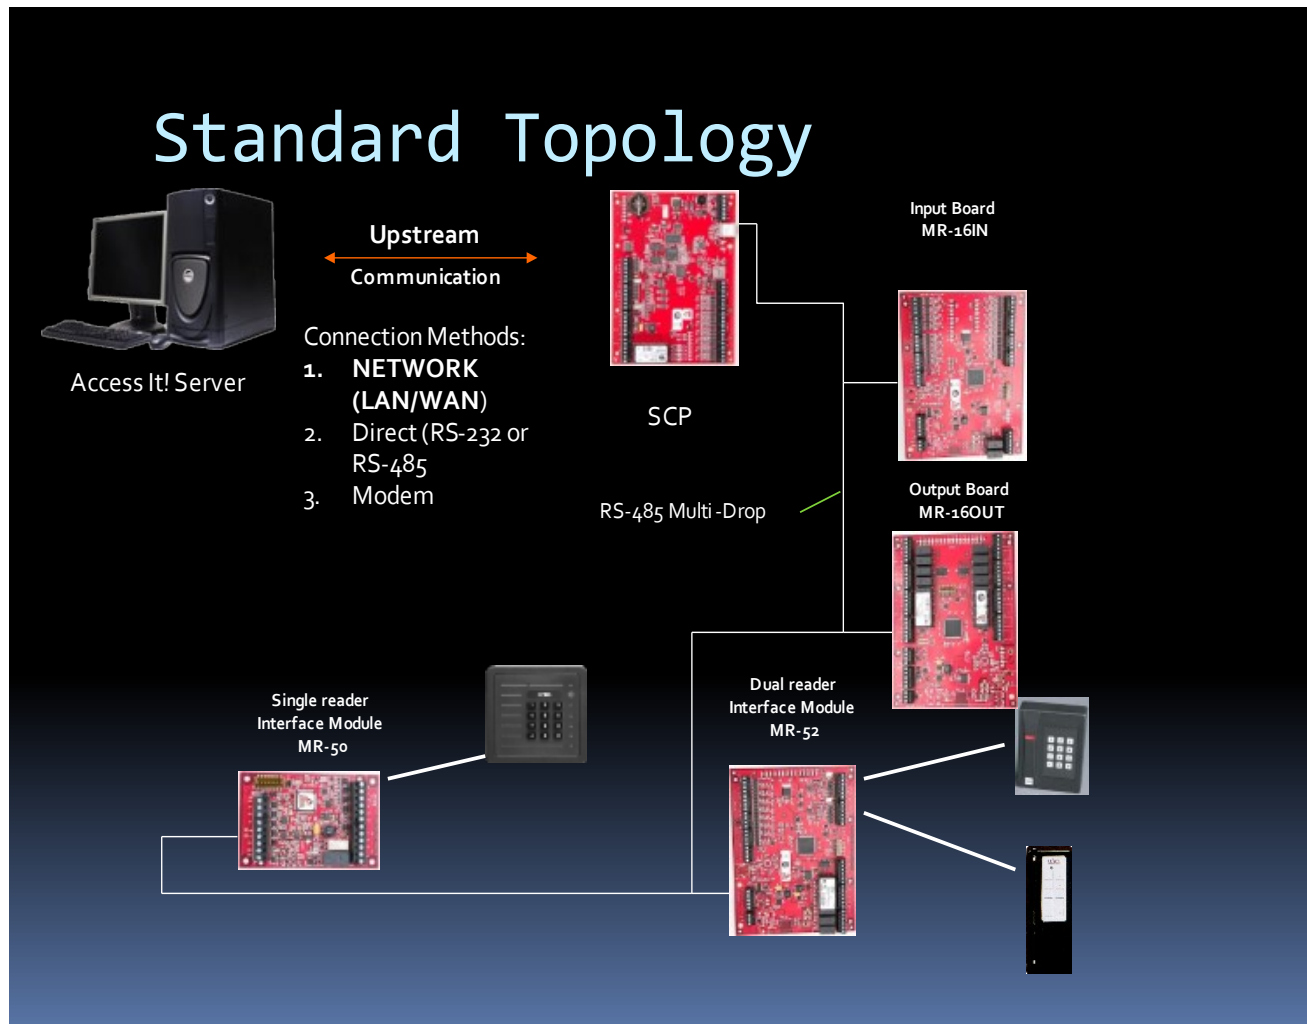 Standard Topology
Upstream
Communication
Connection Methods:
1. NETWORK
(LAN/WAN)
2. Direct (RS-232 or
RS-485
3. Modem
Access It! Server
SCP
RS-485 Multi-Drop
Input Board
MR-16IN
Output Board
MR-16OUT
Single reader
Interface Module
MR-50
Dual reader
Interface Module
MR-52